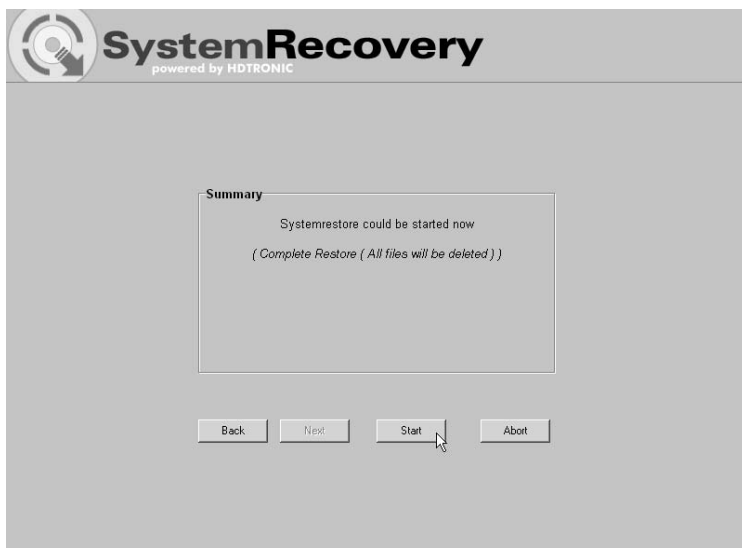 SystemRecovery
powered by HDTRONIC
Summary
Systemrestore could be started now
( Complete Restore ( All files will be deleted ) )
Back Next Start Abort